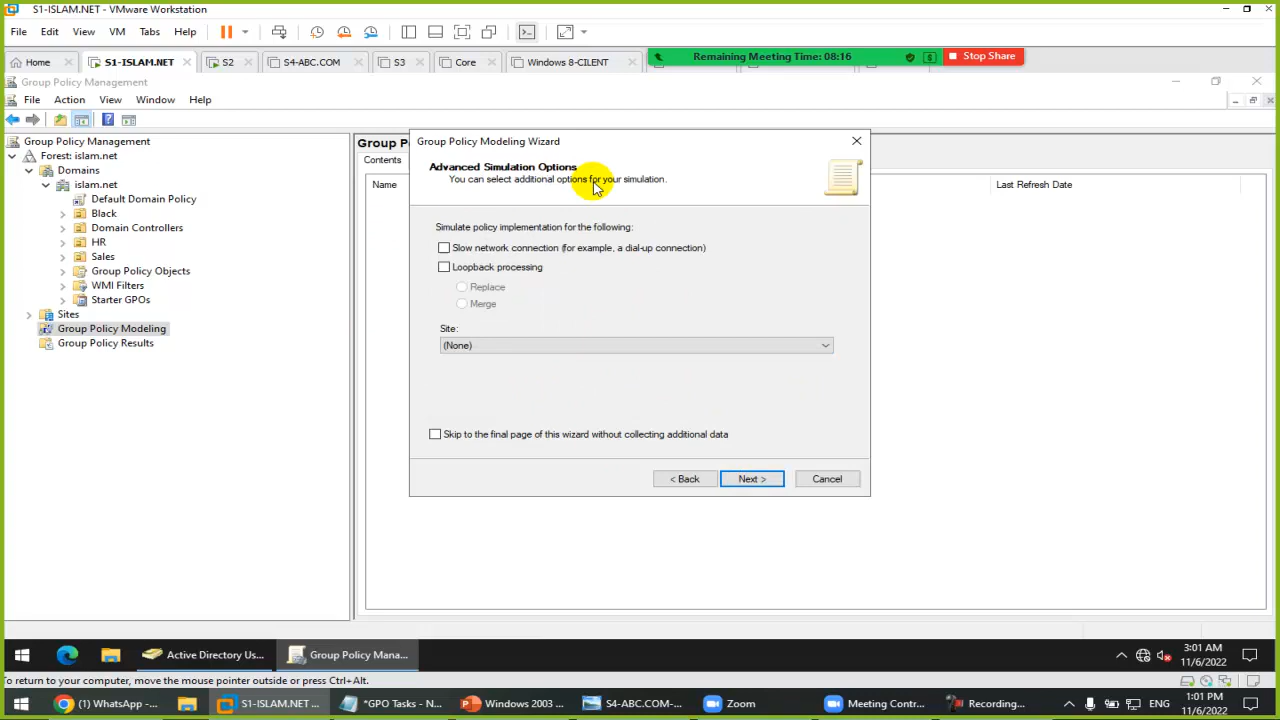 S1-ISLAM.NET - VMware Workstation
File Edit View VM Tabs Help
Home S1-ISLAM.NET S2 S4-ABC.COM S3 Core Windows 8-CILENT
Remaining Meeting Time: 08:16 Stop Share
Group Policy Management
File Action View Window Help
Group Policy Management
Forest: islam.net
Domains
islam.net
Default Domain Policy
Black
Domain Controllers
HR
Sales
Group Policy Objects
WMI Filters
Starter GPOs
Sites
Group Policy Modeling
Group Policy Results
Group P
Contents
Name Last Refresh Date
Group Policy Modeling Wizard
Advanced Simulation Options
You can select additional options for your simulation.
Simulate policy implementation for the following:
Slow network connection (for example, a dial-up connection)
Loopback processing
Replace
Merge
Site:
(None)
Skip to the final page of this wizard without collecting additional data
< Back Next > Cancel
Active Directory Us... Group Policy Mana...
3:01 AM
11/6/2022
To return to your computer, move the mouse pointer outside or press Ctrl+Alt.
(1) WhatsApp -... S1-ISLAM.NET ... *GPO Tasks - N... Windows 2003 ... S4-ABC.COM-... Zoom Meeting Contr... Recording... ENG
1:01 PM
11/6/2022